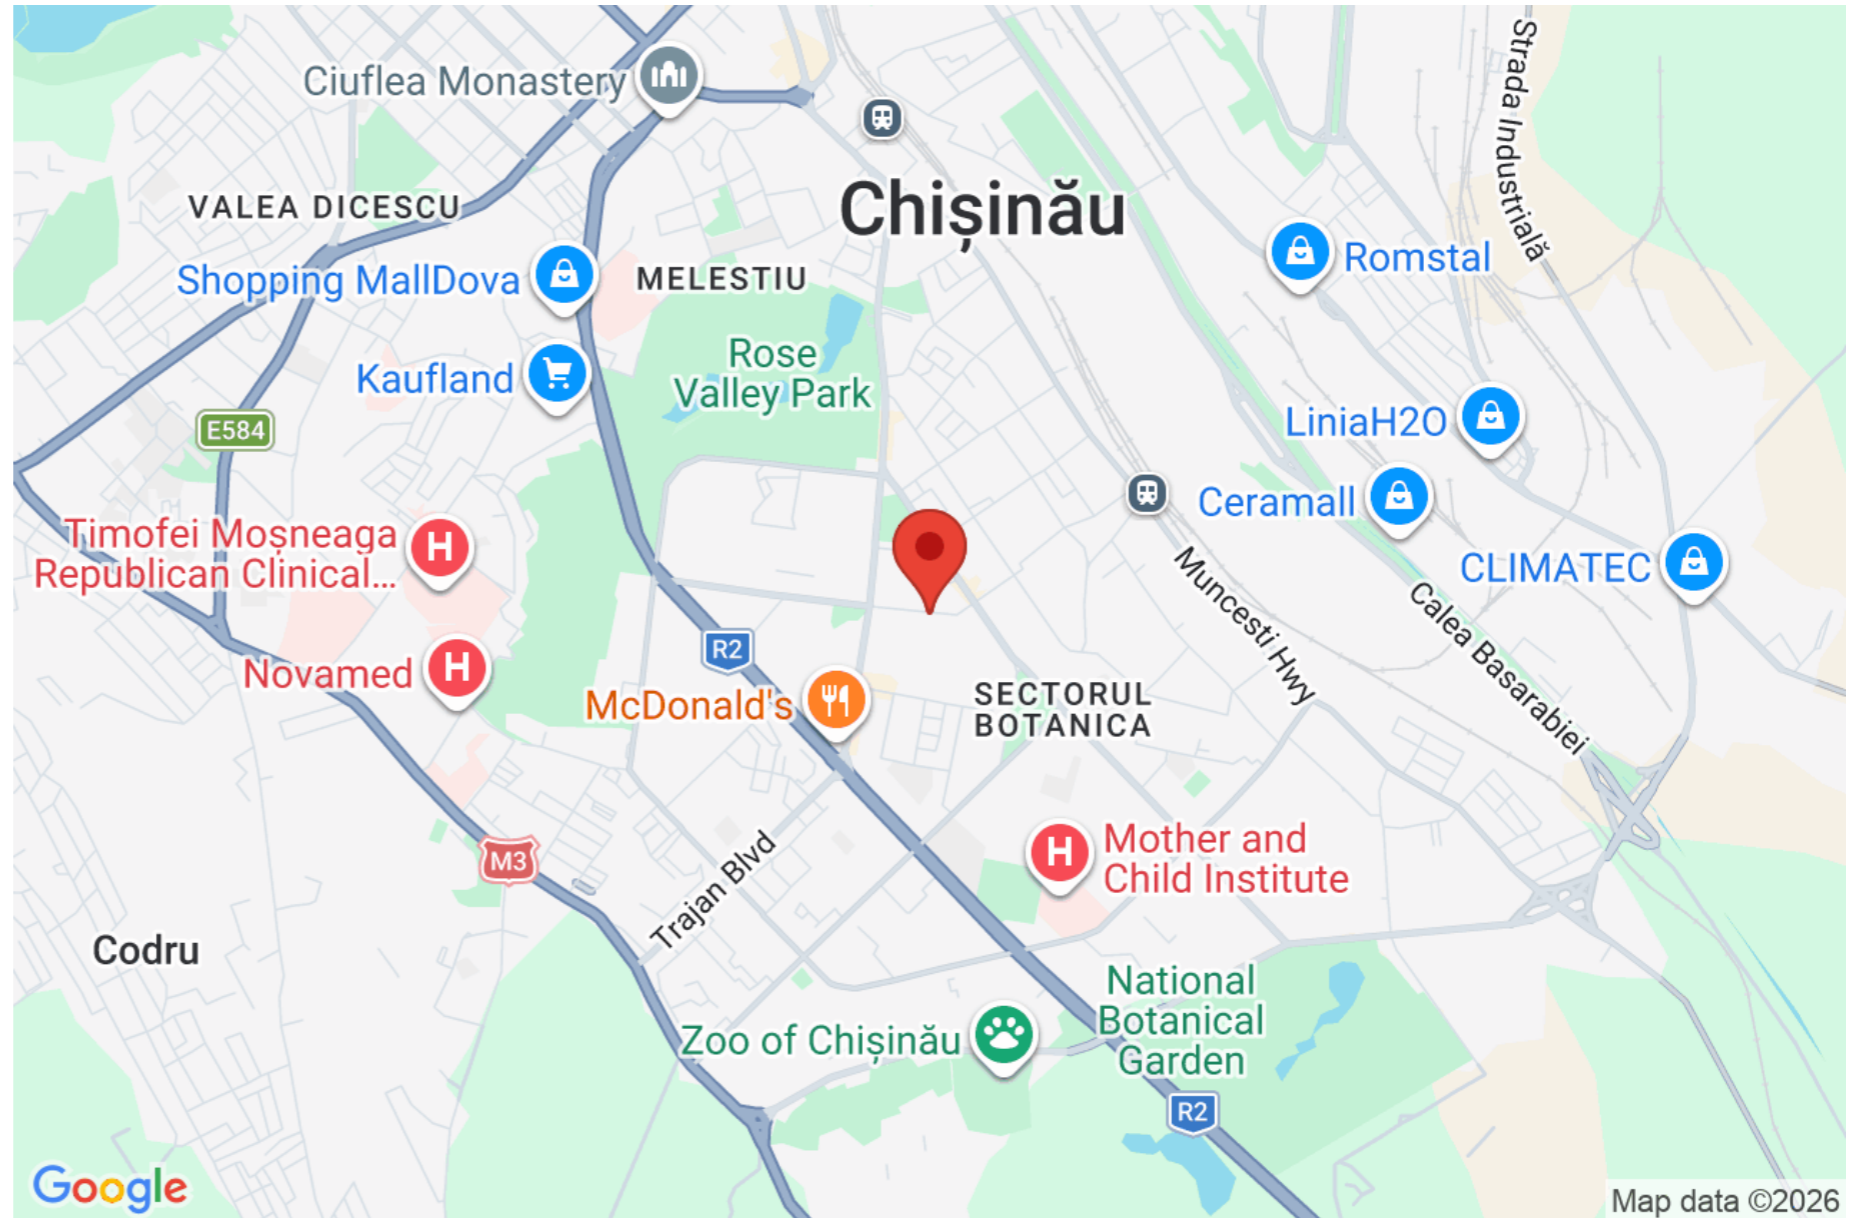 Strada Industrială
Ciuflea Monastery
VALEA DICESCU
Chișinău
Shopping MallDova
MELESTIU
Romstal
Rose
Valley Park
Kaufland
E584
LiniaH2O
Ceramall
Timofei Moșneaga
Republican Clinical...
CLIMATEC
Muncesti Hwy
Calea Basarabiei
R2
Novamed
McDonald's
SECTORUL
BOTANICA
M3
Trajan Blvd
Mother and
Child Institute
Codru
National
Botanical
Garden
Zoo of Chișinău
R2
Google
Map data ©2026